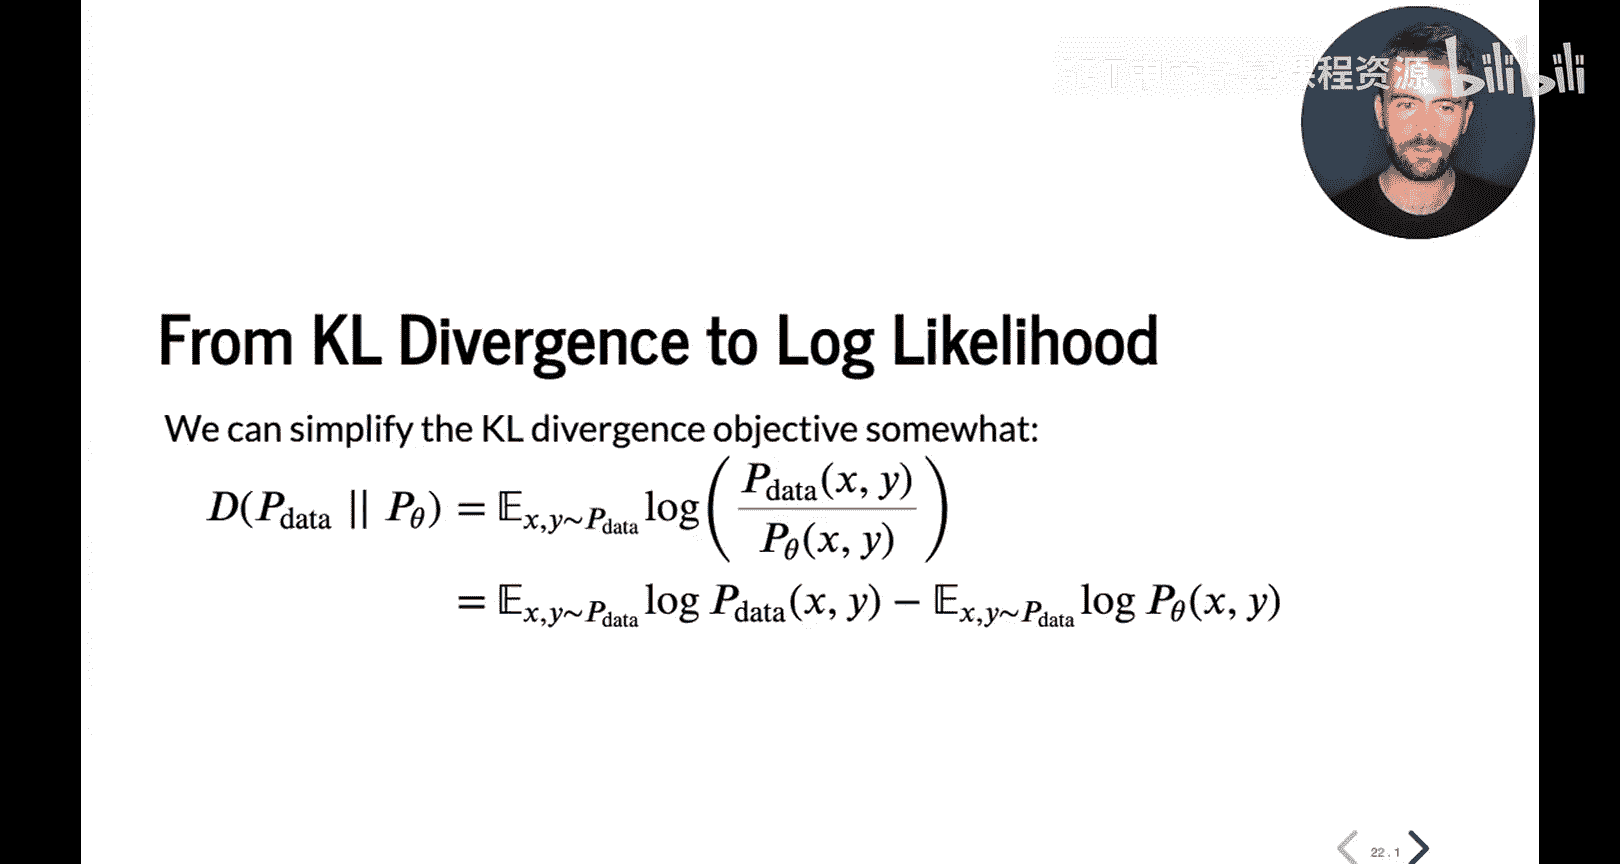 课程资源 bilibili
From KL Divergence to Log Likelihood
We can simplify the KL divergence objective somewhat:
D(P_data || P_θ) = 𝔼_{x,y∼P_data} log( P_data(x, y) / P_θ(x, y) )
= 𝔼_{x,y∼P_data} log P_data(x, y) − 𝔼_{x,y∼P_data} log P_θ(x, y)
22 . 1